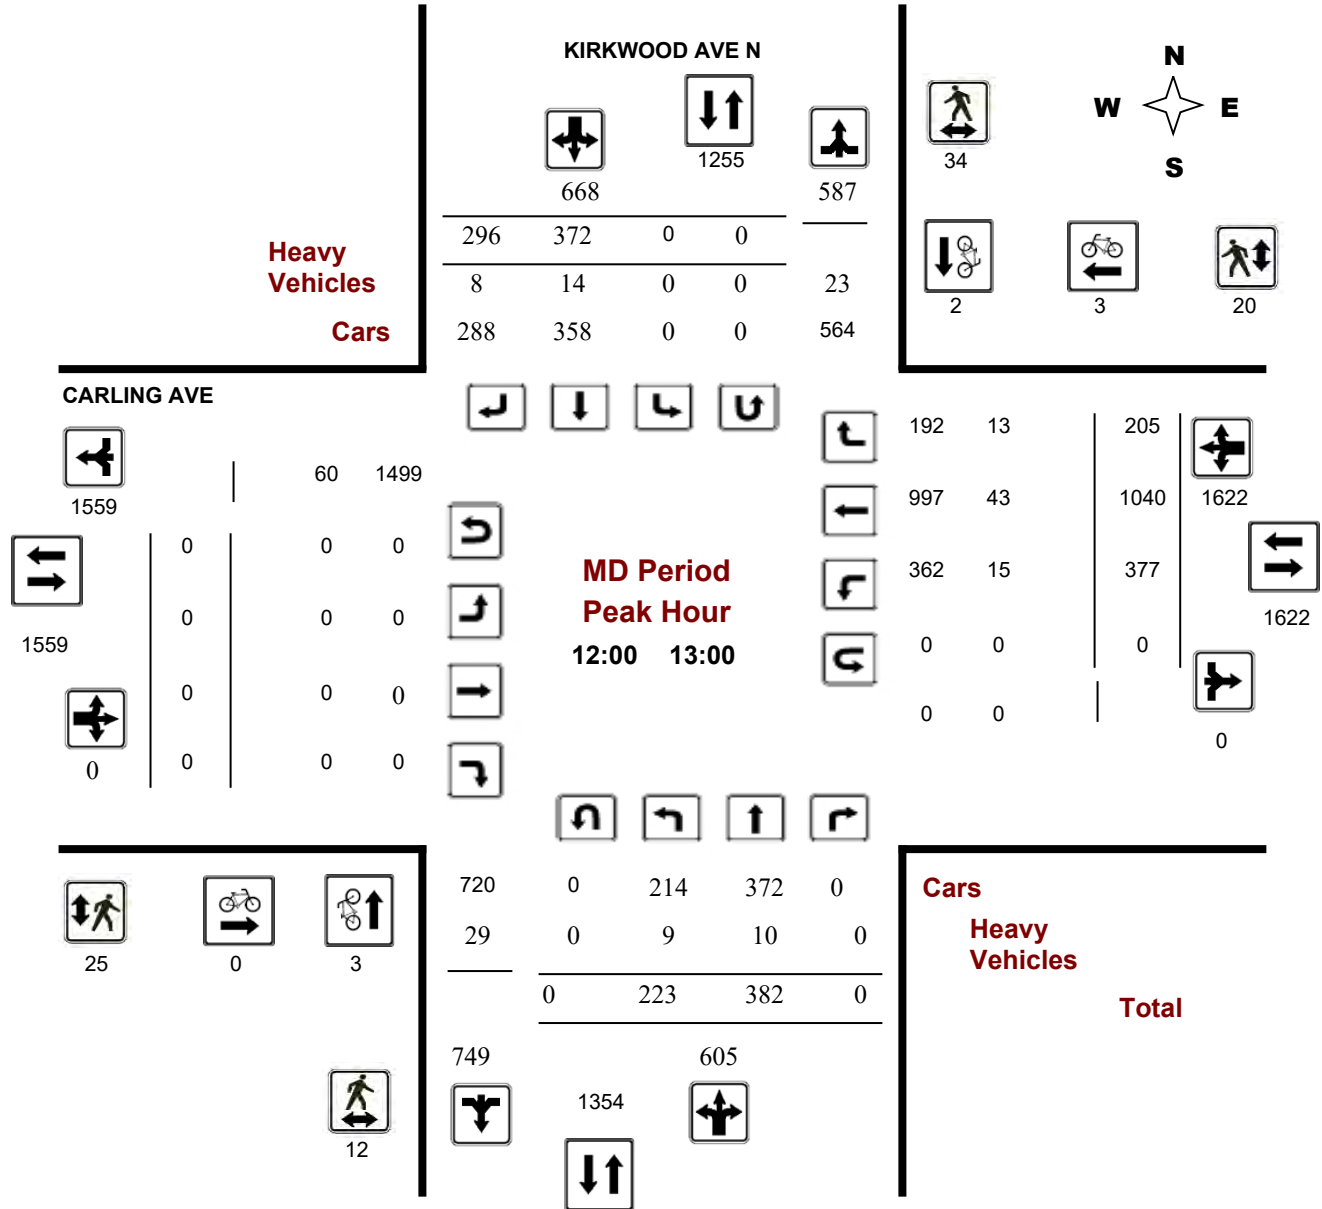 KIRKWOOD AVE N
N
W E
S
1255
34
668 587
296 372 0 0
Heavy
Vehicles
8 14 0 0 23
2 3 20
Cars 288 358 0 0 564
CARLING AVE
192 13 205
60 1499
1559
997 43 1040 1622
0 0 0
MD Period
362 15 377
Peak Hour
0 0 0
1622
1559
12:00 13:00
0 0 0
0 0 0
0 0
0
0
0 0 0
720 0 214 372 0
Cars
29 0 9 10 0
Heavy
Vehicles
25 0 3
0 223 382 0
Total
749 605
1354
12